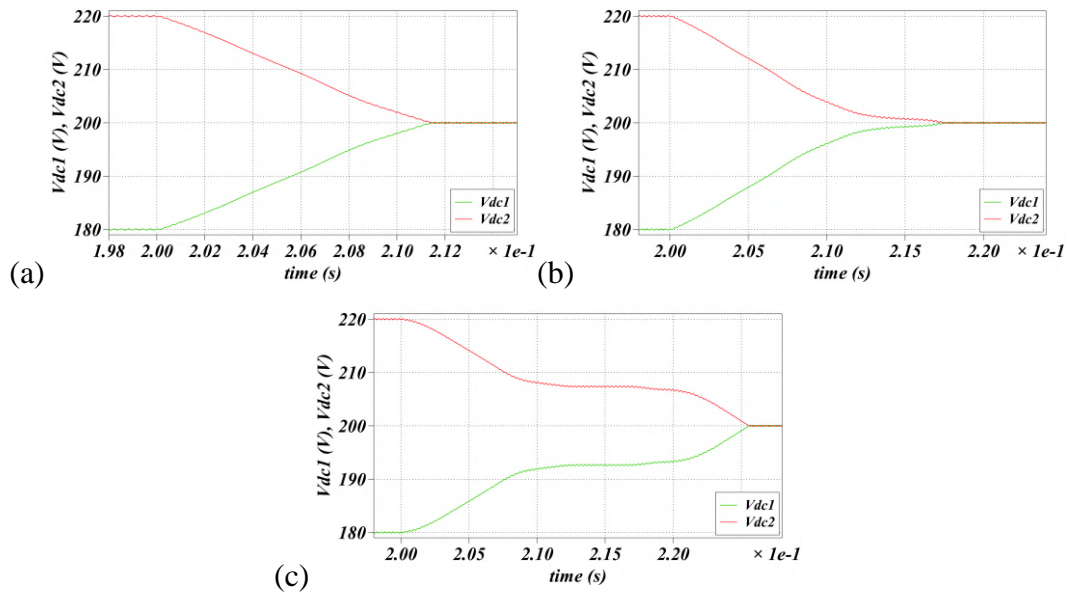 220
210
200
190
180
Vdc1 (V), Vdc2 (V)
Vdc1
Vdc2
1.98 2.00 2.02 2.04 2.06 2.08 2.10 2.12
× 1e-1
time (s)
(a)
220
210
200
190
180
Vdc1 (V), Vdc2 (V)
Vdc1
Vdc2
2.00 2.05 2.10 2.15 2.20
× 1e-1
time (s)
(b)
220
210
200
190
180
Vdc1 (V), Vdc2 (V)
Vdc1
Vdc2
2.00 2.05 2.10 2.15 2.20
× 1e-1
time (s)
(c)